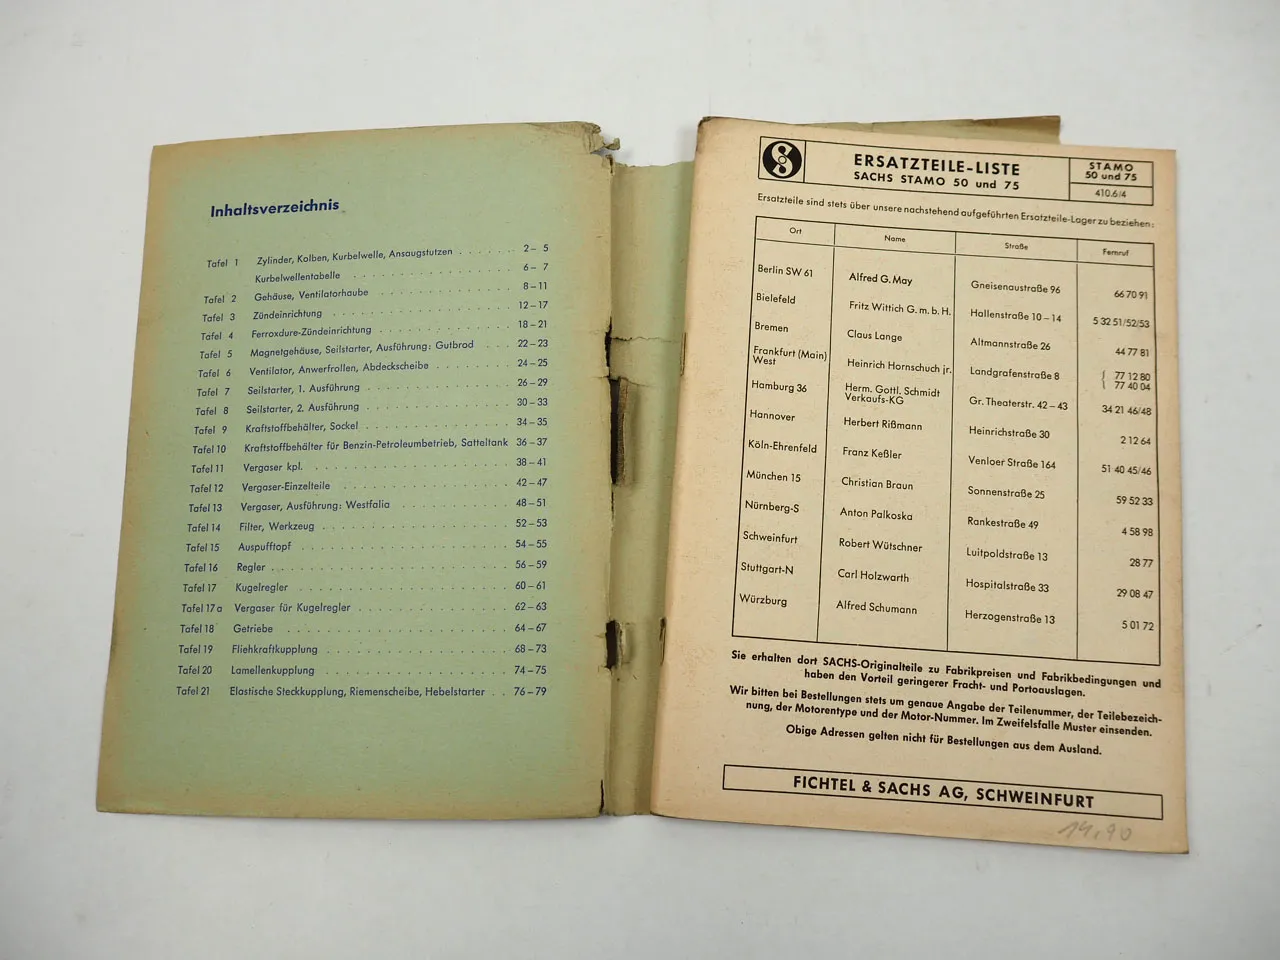 Inhaltsverzeichnis
Tafel 1 Zylinder, Kolben, Kurbelwelle, Ansaugstutzen . . . . . . 2 – 5
Kurbelwellentabelle . . . . . . . . . . . . . . . . 6 – 7
Tafel 2 Gehäuse, Ventilatorhaube . . . . . . . . . . . . . 8 – 11
Tafel 3 Zündeinrichtung . . . . . . . . . . . . . . . . . 12 – 17
Tafel 4 Ferroxdure-Zündeinrichtung . . . . . . . . . . . . . 18 – 21
Tafel 5 Magnetgehäuse, Seilstarter, Ausführung: Gutbrod . . . 22 – 23
Tafel 6 Ventilator, Anwerfrollen, Abdeckscheibe . . . . . . . 24 – 25
Tafel 7 Seilstarter, 1. Ausführung . . . . . . . . . . . . . 26 – 29
Tafel 8 Seilstarter, 2. Ausführung . . . . . . . . . . . . . 30 – 33
Tafel 9 Kraftstoffbehälter, Sockel . . . . . . . . . . . . . 34 – 35
Tafel 10 Kraftstoffbehälter für Benzin-Petroleumbetrieb, Satteltank 36 – 37
Tafel 11 Vergaser kpl. . . . . . . . . . . . . . . . . . 38 – 41
Tafel 12 Vergaser-Einzelteile . . . . . . . . . . . . . . . 42 – 47
Tafel 13 Vergaser, Ausführung: Westfalia . . . . . . . . . . 48 – 51
Tafel 14 Filter, Werkzeug . . . . . . . . . . . . . . . . 52 – 53
Tafel 15 Auspufftopf . . . . . . . . . . . . . . . . . . 54 – 55
Tafel 16 Regler . . . . . . . . . . . . . . . . . . . . 56 – 59
Tafel 17 Kugelregler . . . . . . . . . . . . . . . . . . 60 – 61
Tafel 17a Vergaser für Kugelregler . . . . . . . . . . . . . 62 – 63
Tafel 18 Getriebe . . . . . . . . . . . . . . . . . . . 64 – 67
Tafel 19 Fliehkraftkupplung . . . . . . . . . . . . . . . . 68 – 73
Tafel 20 Lamellenkupplung . . . . . . . . . . . . . . . . 74 – 75
Tafel 21 Elastische Steckkupplung, Riemenscheibe, Hebelstarter . . 76 – 79
ERSATZTEILE-LISTE
SACHS STAMO 50 und 75
STAMO
50 und 75
410.6/4
Ersatzteile sind stets über unsere nachstehend aufgeführten Ersatzteile-Lager zu beziehen:
Ort Name Straße Fernruf
Berlin SW 61 Alfred G. May Gneisenaustraße 96 66 70 91
Bielefeld Fritz Wittich G. m. b. H. Hallenstraße 10 – 14 5 32 51/52/53
Bremen Claus Lange Altmannstraße 26 44 77 81
Frankfurt (Main) Heinrich Hornschuch jr. Landgrafenstraße 8 { 77 12 80
West { 77 40 04
Hamburg 36 Herm. Gottl. Schmidt Gr. Theaterstr. 42 – 43 34 21 46/48
Verkaufs-KG
Hannover Herbert Rißmann Heinrichstraße 30 2 12 64
Köln-Ehrenfeld Franz Keßler Venloer Straße 164 51 40 45/46
München 15 Christian Braun Sonnenstraße 25 59 52 33
Nürnberg-S Anton Palkoska Rankestraße 49 4 58 98
Schweinfurt Robert Wütschner Luitpoldstraße 13 28 77
Stuttgart-N Carl Holzwarth Hospitalstraße 33 29 08 47
Würzburg Alfred Schumann Herzogenstraße 13 5 01 72
Sie erhalten dort SACHS-Originalteile zu Fabrikpreisen und Fabrikbedingungen und
haben den Vorteil geringerer Fracht- und Portoauslagen.
Wir bitten bei Bestellungen stets um genaue Angabe der Teilenummer, der Teilebezeich-
nung, der Motorentype und der Motor-Nummer. Im Zweifelsfalle Muster einsenden.
Obige Adressen gelten nicht für Bestellungen aus dem Ausland.
FICHTEL & SACHS AG, SCHWEINFURT
14,90